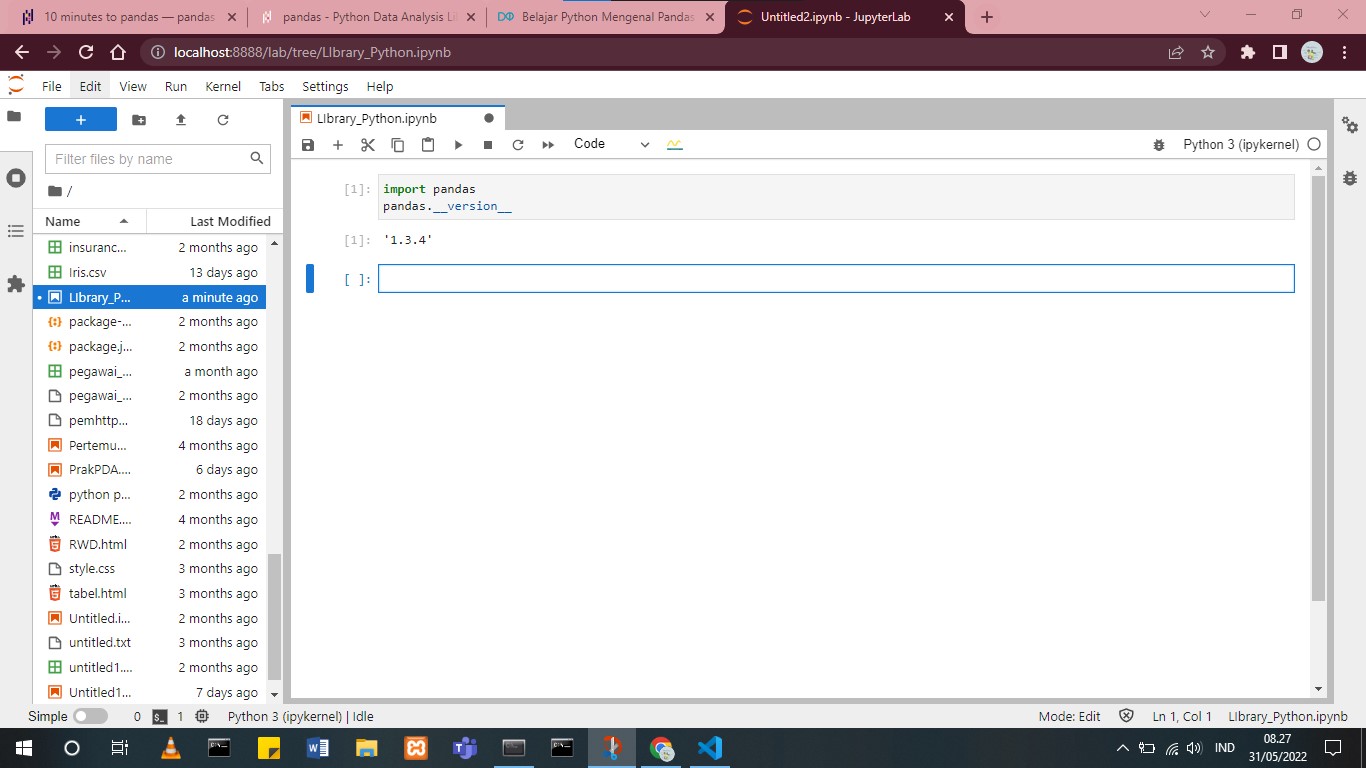 10 minutes to pandas — pandas
pandas - Python Data Analysis Li
Belajar Python Mengenal Pandas
Untitled2.ipynb - JupyterLab
localhost:8888/lab/tree/LIbrary_Python.ipynb
File Edit View Run Kernel Tabs Settings Help
LIbrary_Python.ipynb
Code
Python 3 (ipykernel)
Filter files by name
/
Name Last Modified
insuranc... 2 months ago
Iris.csv 13 days ago
LIbrary_P... a minute ago
package-... 2 months ago
package.j... 2 months ago
pegawai_... a month ago
pegawai_... 2 months ago
pemhttp... 18 days ago
Pertemu... 4 months ago
PrakPDA.... 6 days ago
python p... 2 months ago
README.... 4 months ago
RWD.html 2 months ago
style.css 3 months ago
tabel.html 3 months ago
Untitled.i... 2 months ago
untitled.txt 3 months ago
untitled1.... 2 months ago
Untitled1... 7 days ago
[1]: import pandas
pandas.__version__
[1]: '1.3.4'
[ ]:
Simple 0 1 Python 3 (ipykernel) | Idle
Mode: Edit Ln 1, Col 1 LIbrary_Python.ipynb
IND
08.27
31/05/2022